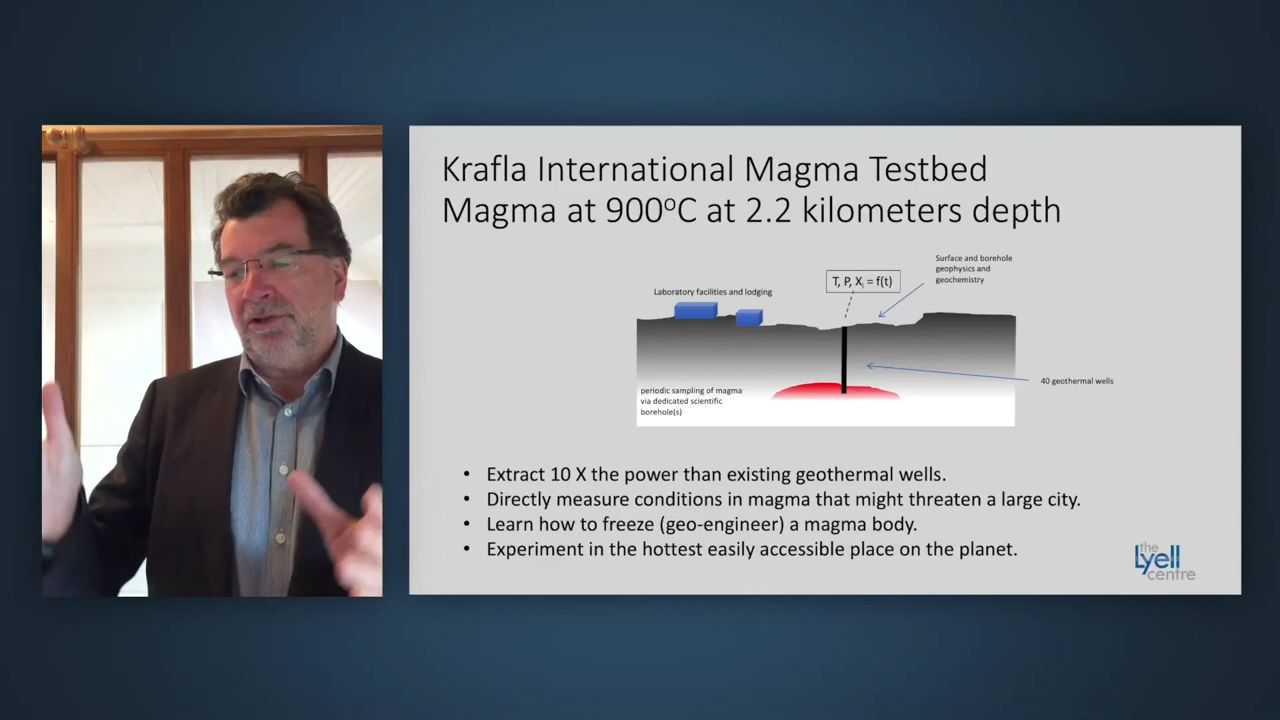 Krafla International Magma Testbed
Magma at 900ºC at 2.2 kilometers depth
Surface and borehole
geophysics and
geochemistry
T, P, Xᵢ = f(t)
Laboratory facilities and lodging
40 geothermal wells
periodic sampling of magma
via dedicated scientific
borehole(s)
• Extract 10 X the power than existing geothermal wells.
• Directly measure conditions in magma that might threaten a large city.
• Learn how to freeze (geo-engineer) a magma body.
• Experiment in the hottest easily accessible place on the planet.
the
Lyell
centre